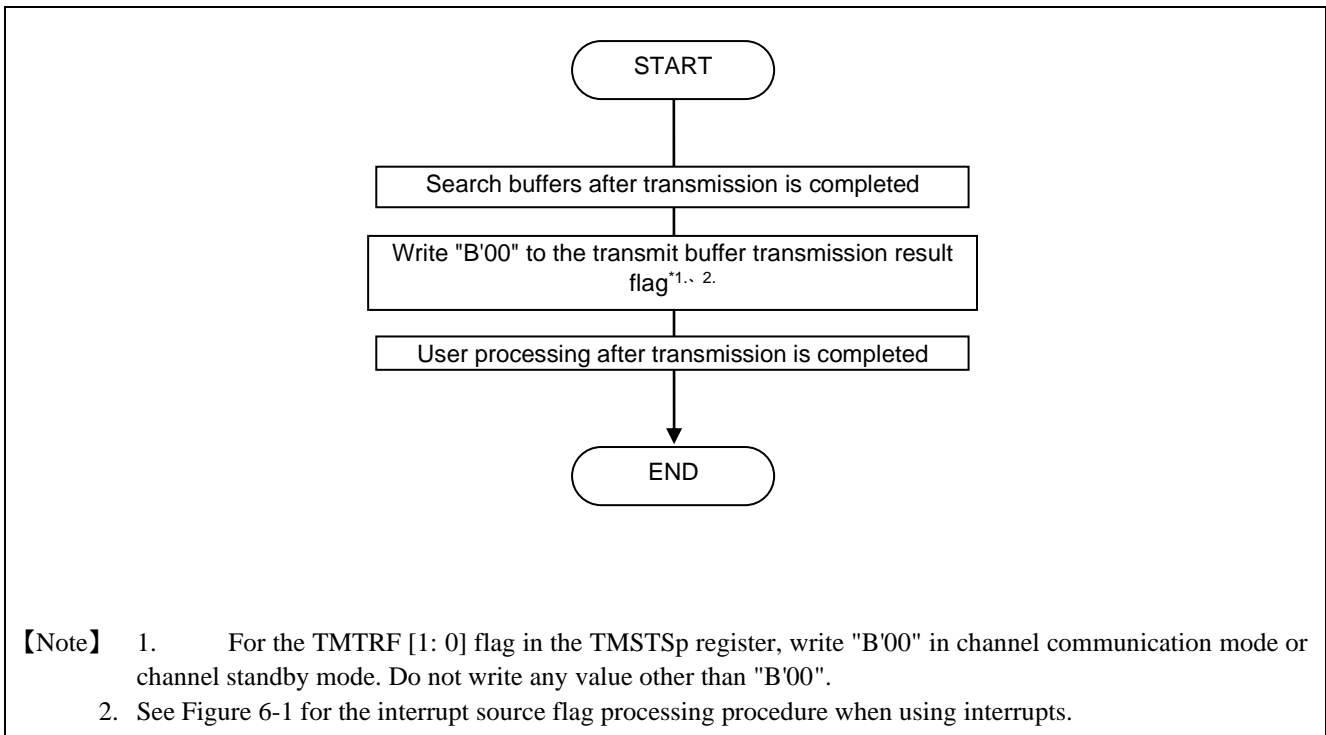 START
Search buffers after transmission is completed
Write "B'00" to the transmit buffer transmission result
flag*1.、 2.
User processing after transmission is completed
END
【Note】 1. For the TMTRF [1: 0] flag in the TMSTSp register, write "B'00" in channel communication mode or
channel standby mode. Do not write any value other than "B'00".
2. See Figure 6-1 for the interrupt source flag processing procedure when using interrupts.